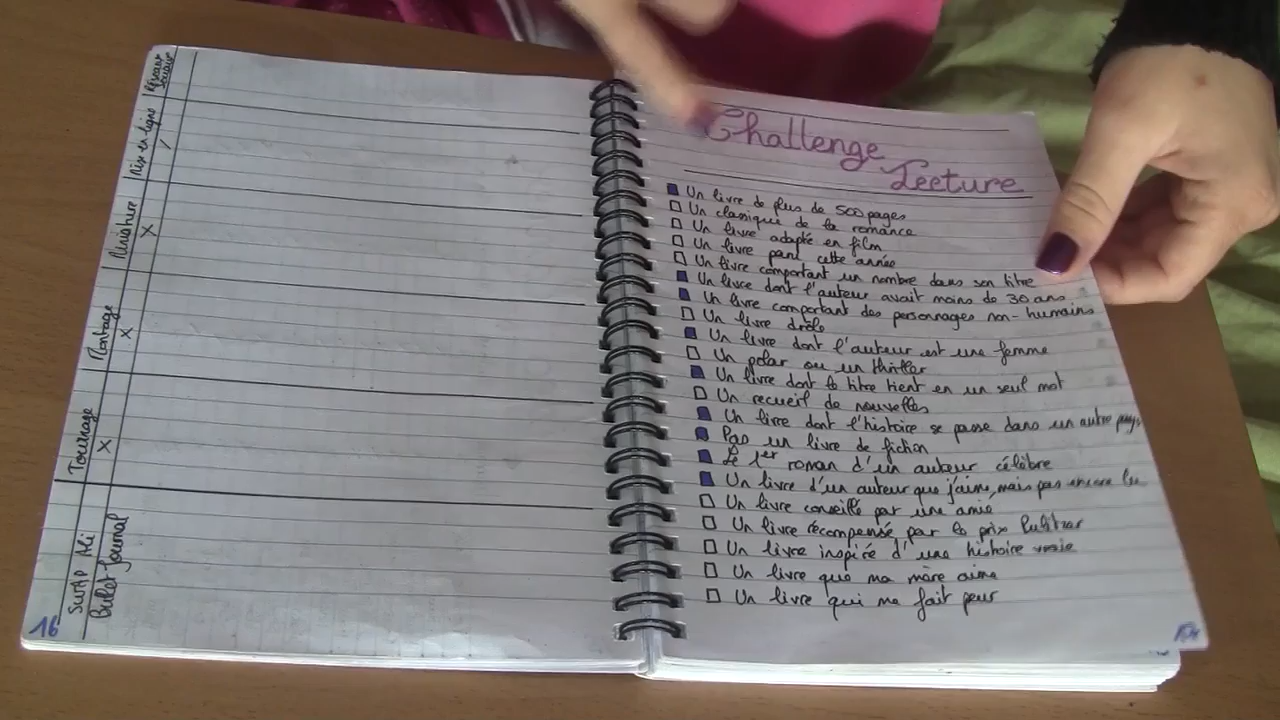 Réseaux
Mise en ligne
Miniature
Montage
Tournage
SWAP Ali
Bullet Journal
16
Challenge
Lecture
Un livre de plus de 500 pages
Un classique de la romance
Un livre adapté en film
Un livre parut cette année
Un livre comportant un nombre dans son titre
Un livre dont l'auteur avait moins de 30 ans
Un livre comportant des personnages non-humains
Un livre drôle
Un livre dont l'auteur est une femme
Un polar ou un thriller
Un livre dont le titre tient en un seul mot
Un recueil de nouvelles
Un livre dont l'histoire se passe dans un autre pays
Pas un livre de fiction
Le 1er roman d'un auteur célèbre
Un livre d'un auteur que j'aime, mais pas encore lu
Un livre conseillé par une amie
Un livre récompensé par le prix Pulitzer
Un livre inspiré d'une histoire vraie
Un livre que ma mère aime
Un livre qui me fait peur